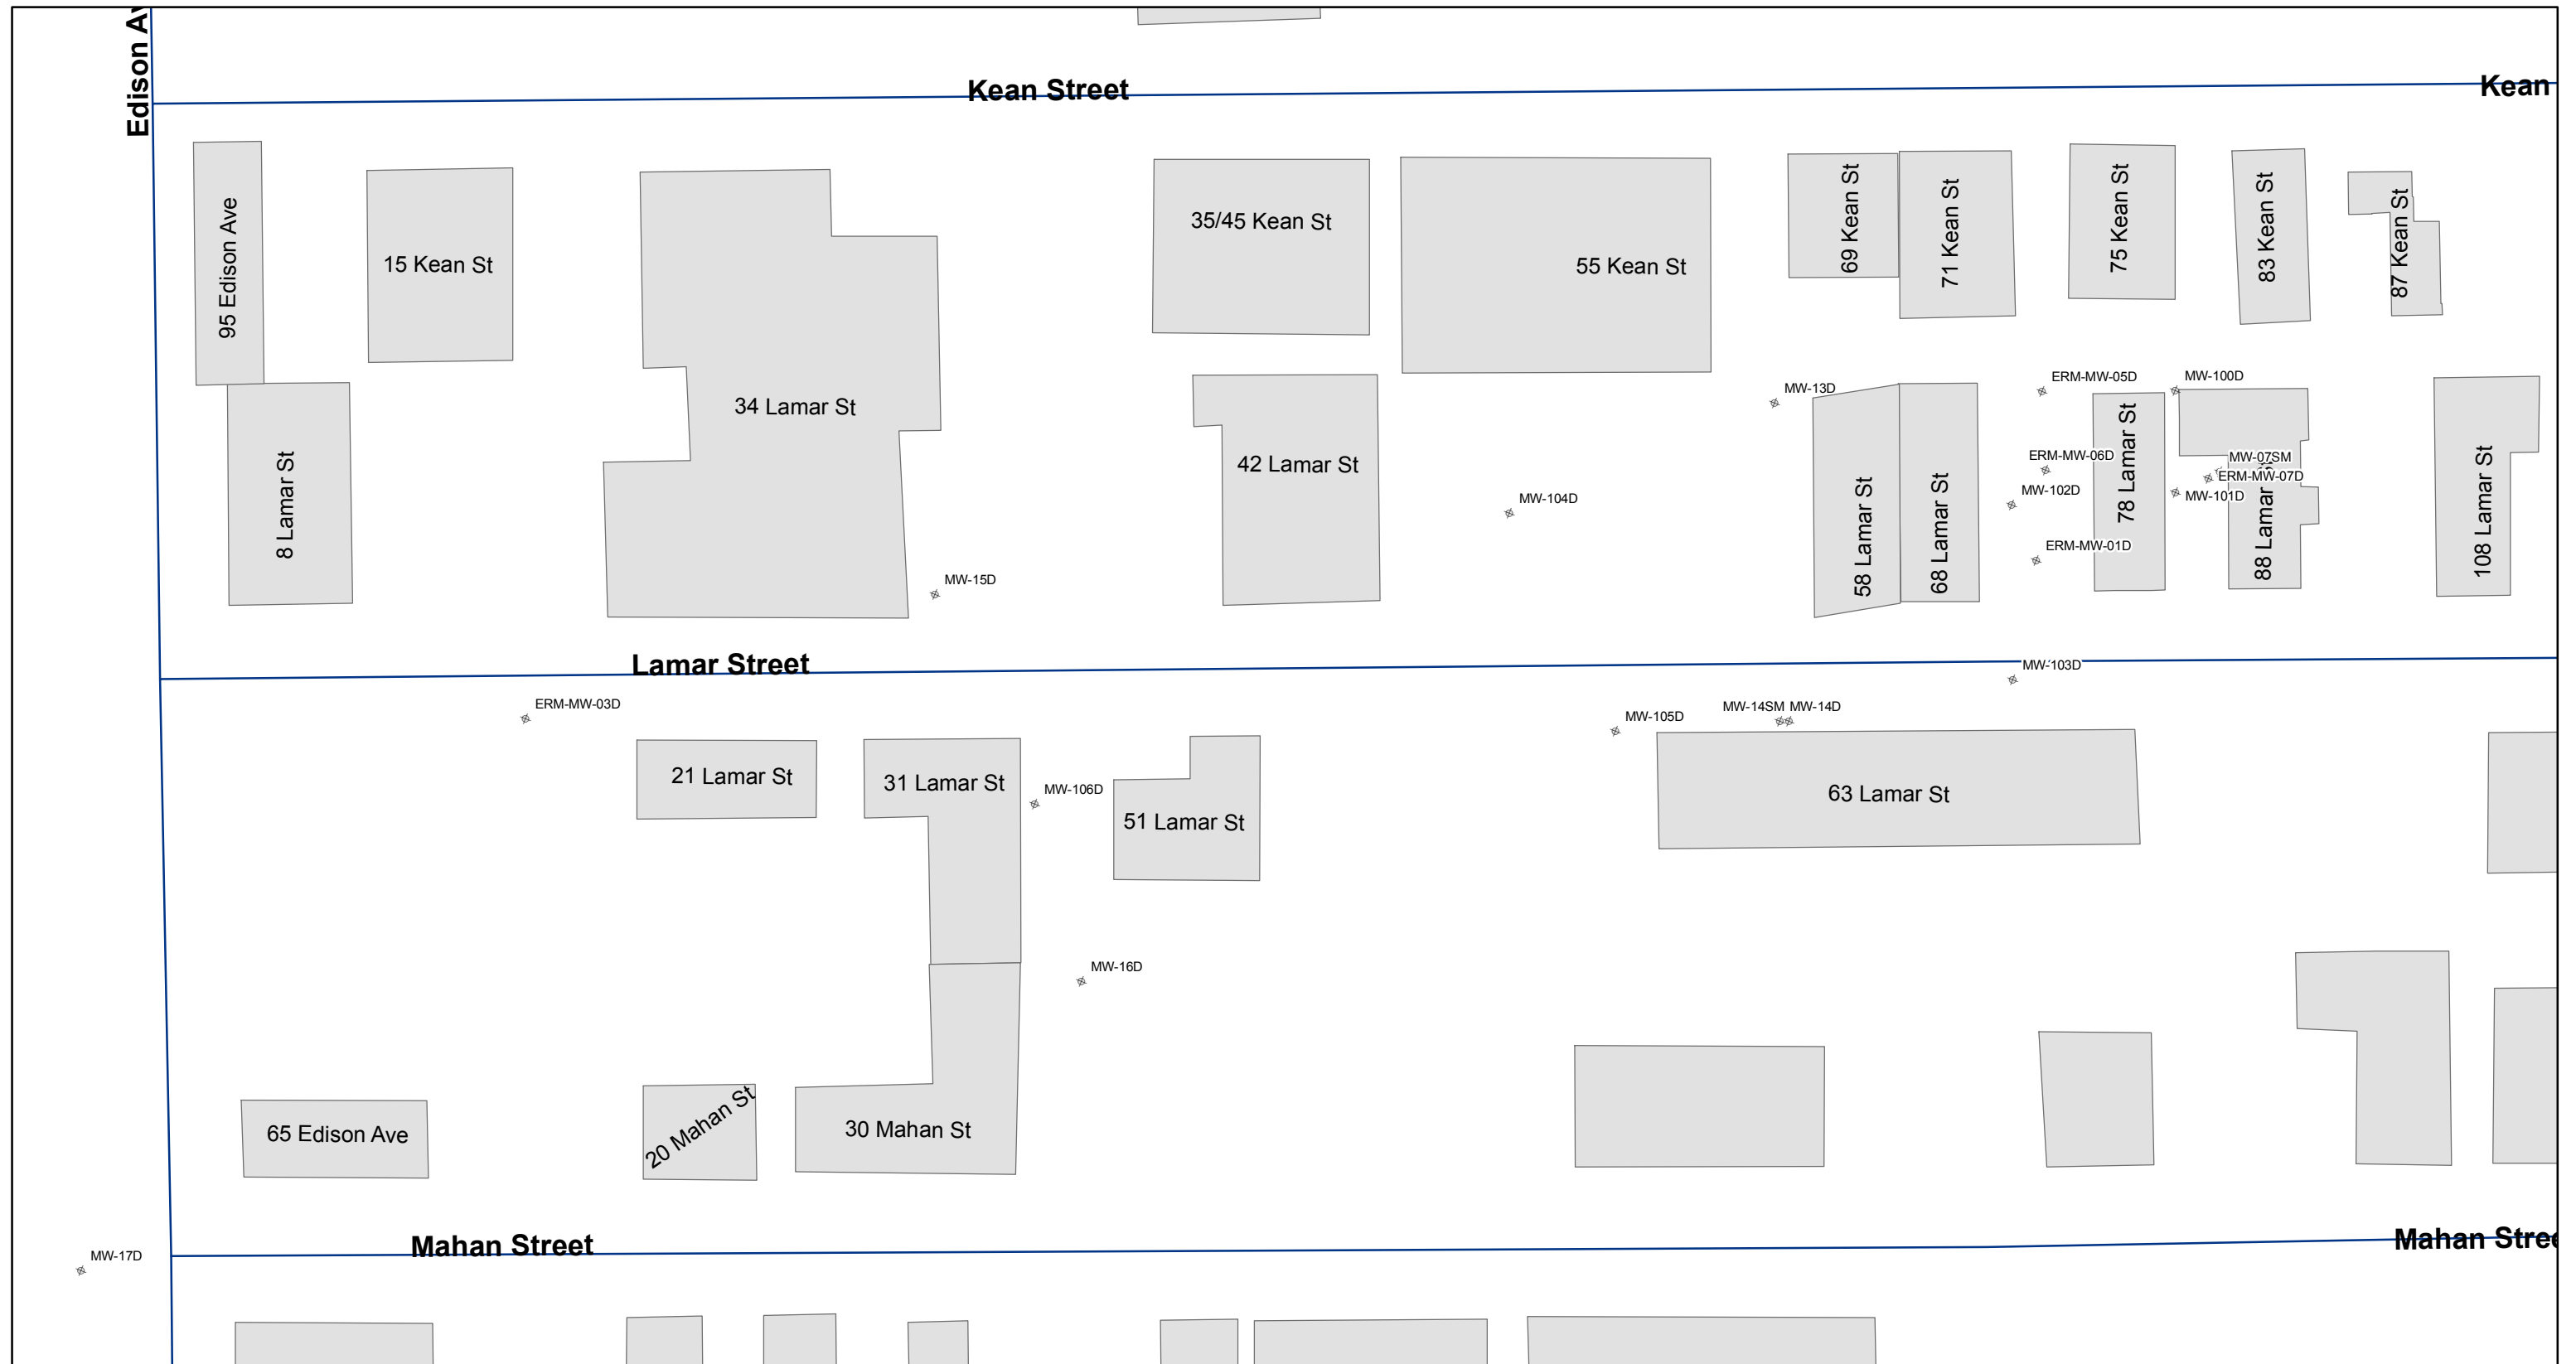 Edison Av
Kean Street
Kean
95 Edison Ave
15 Kean St
35/45 Kean St
55 Kean St
69 Kean St
71 Kean St
75 Kean St
83 Kean St
87 Kean St
34 Lamar St
8 Lamar St
42 Lamar St
MW-13D
ERM-MW-05D
MW-100D
ERM-MW-06D
MW-07SM
ERM-MW-07D
MW-102D
MW-101D
MW-104D
ERM-MW-01D
58 Lamar St
68 Lamar St
78 Lamar St
88 Lamar St
108 Lamar St
MW-15D
Lamar Street
MW-103D
ERM-MW-03D
MW-105D
MW-14SM
MW-14D
21 Lamar St
31 Lamar St
MW-106D
51 Lamar St
63 Lamar St
MW-16D
65 Edison Ave
20 Mahan St
30 Mahan St
Mahan Street
Mahan Stree
MW-17D